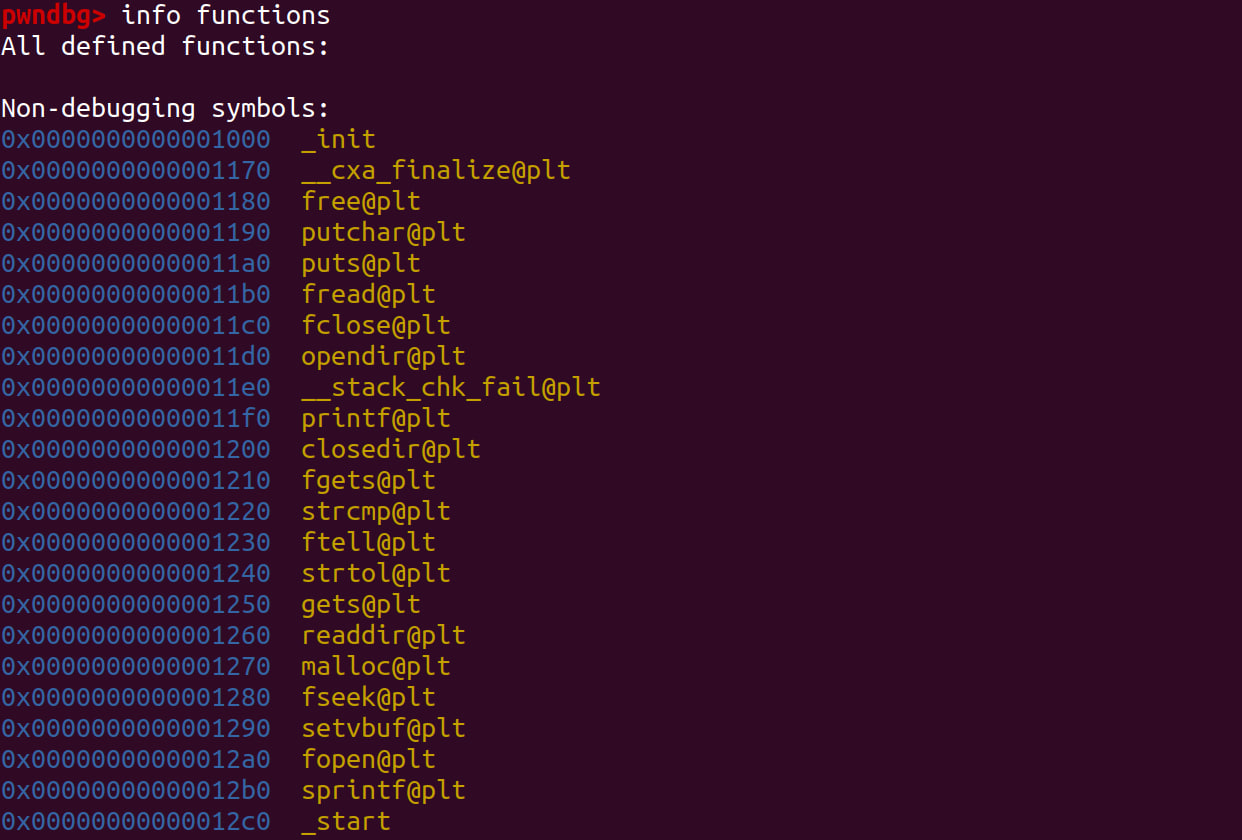 pwndbg> info functions
All defined functions:
Non-debugging symbols:
0x0000000000001000  _init
0x0000000000001170  __cxa_finalize@plt
0x0000000000001180  free@plt
0x0000000000001190  putchar@plt
0x00000000000011a0  puts@plt
0x00000000000011b0  fread@plt
0x00000000000011c0  fclose@plt
0x00000000000011d0  opendir@plt
0x00000000000011e0  __stack_chk_fail@plt
0x00000000000011f0  printf@plt
0x0000000000001200  closedir@plt
0x0000000000001210  fgets@plt
0x0000000000001220  strcmp@plt
0x0000000000001230  ftell@plt
0x0000000000001240  strtol@plt
0x0000000000001250  gets@plt
0x0000000000001260  readdir@plt
0x0000000000001270  malloc@plt
0x0000000000001280  fseek@plt
0x0000000000001290  setvbuf@plt
0x00000000000012a0  fopen@plt
0x00000000000012b0  sprintf@plt
0x00000000000012c0  _start